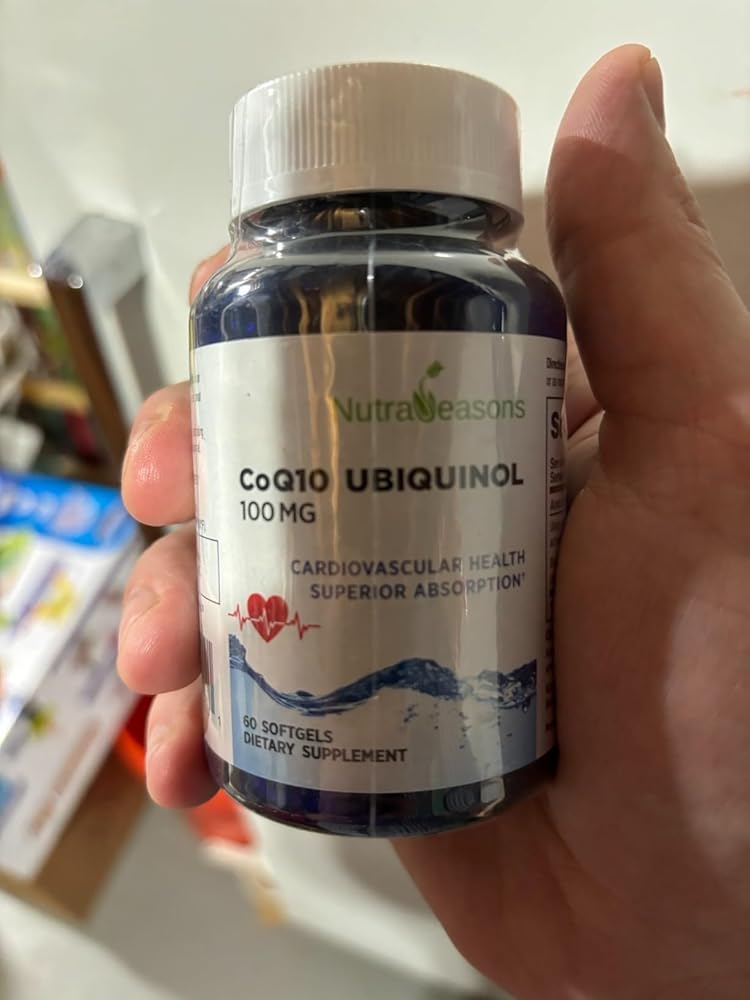 NutraSeasons
CoQ10 UBIQUINOL
100 MG
CARDIOVASCULAR HEALTH
SUPERIOR ABSORPTION†
60 SOFTGELS
DIETARY SUPPLEMENT